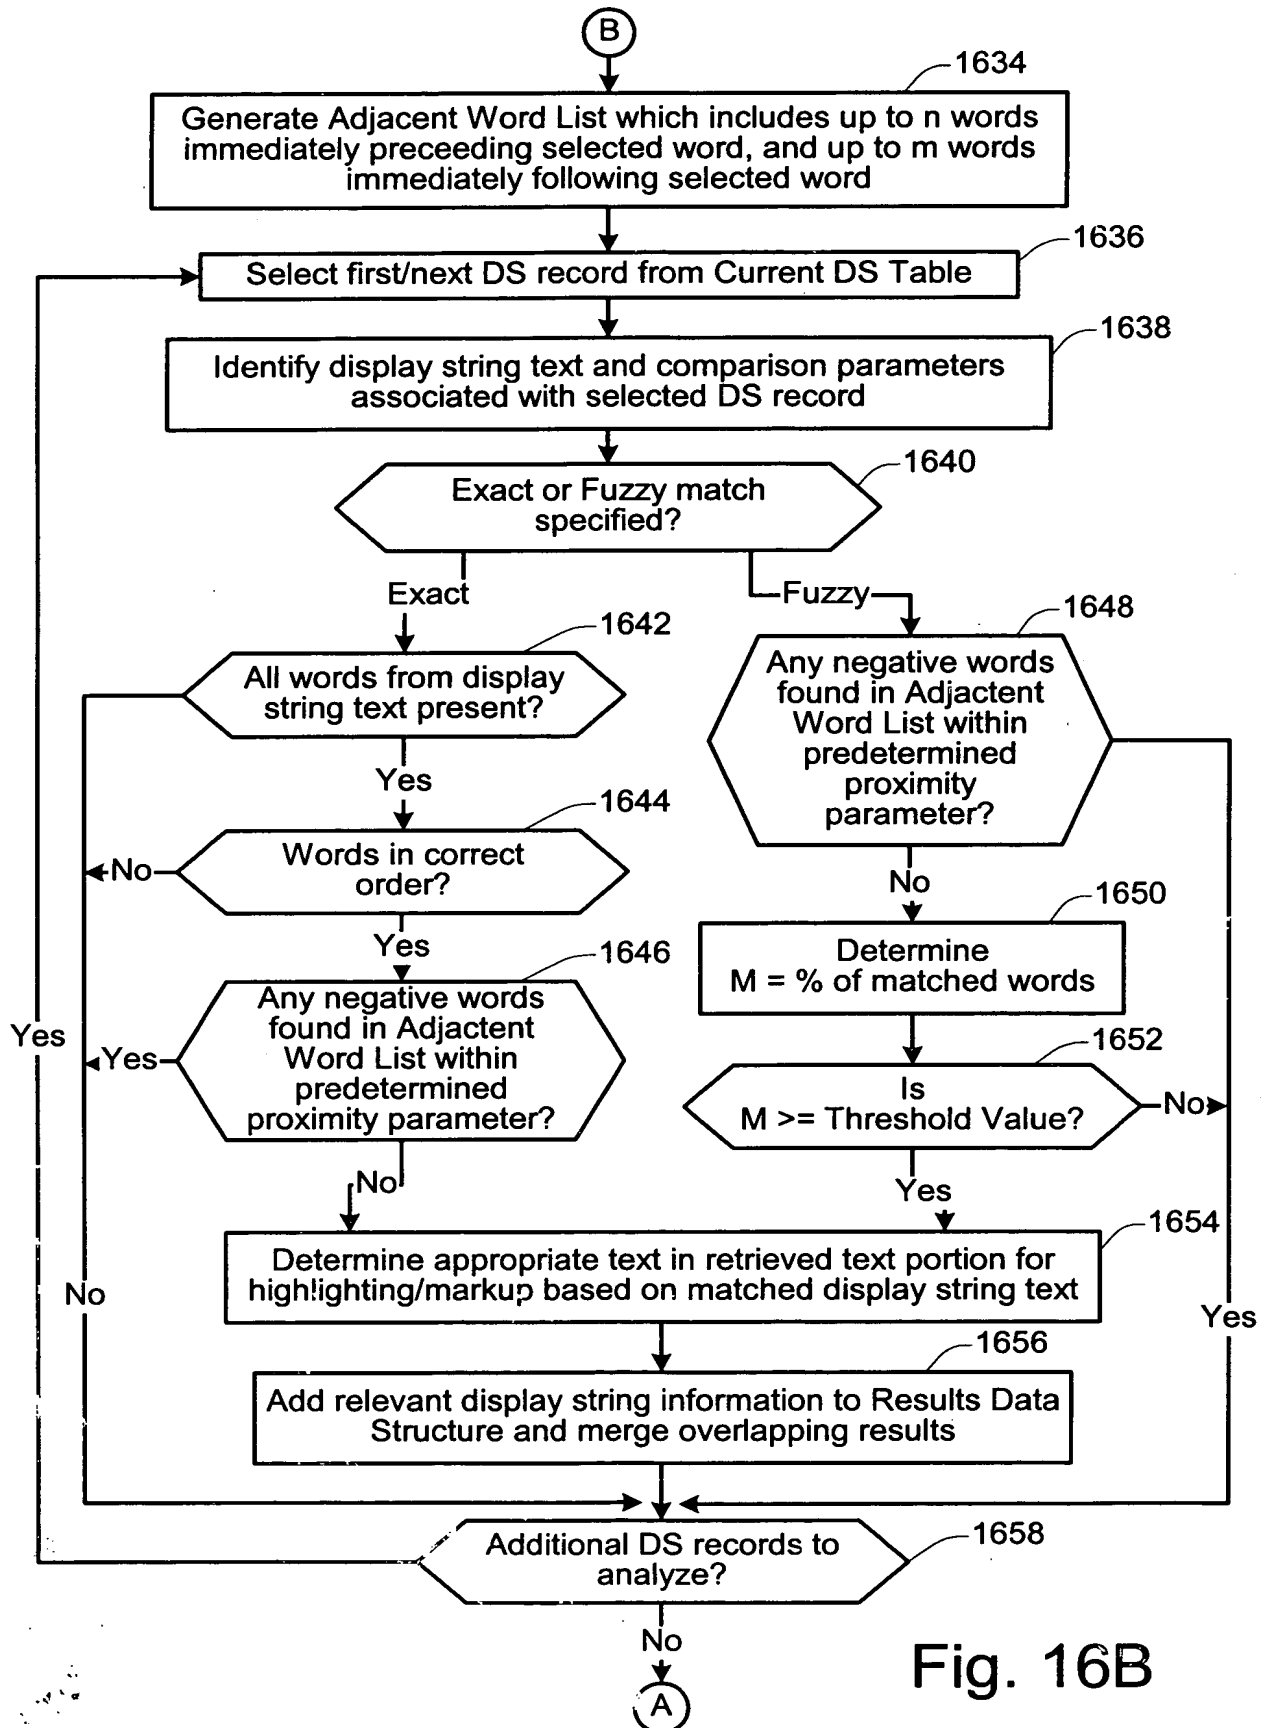 B
1634
Generate Adjacent Word List which includes up to n words
immediately preceeding selected word, and up to m words
immediately following selected word
1636
Select first/next DS record from Current DS Table
1638
Identify display string text and comparison parameters
associated with selected DS record
1640
Exact or Fuzzy match
specified?
Exact
Fuzzy
1642
All words from display
string text present?
1648
Any negative words
found in Adjactent
Word List within
predetermined
proximity
parameter?
Yes
1644
Words in correct
order?
No
No
1650
Determine
M = % of matched words
Yes
1646
Any negative words
found in Adjactent
Word List within
predetermined
proximity parameter?
Yes
Yes
1652
Is
M >= Threshold Value?
No
No
Yes
1654
Determine appropriate text in retrieved text portion for
highlighting/markup based on matched display string text
No
Yes
1656
Add relevant display string information to Results Data
Structure and merge overlapping results
1658
Additional DS records to
analyze?
No
A
Fig. 16B